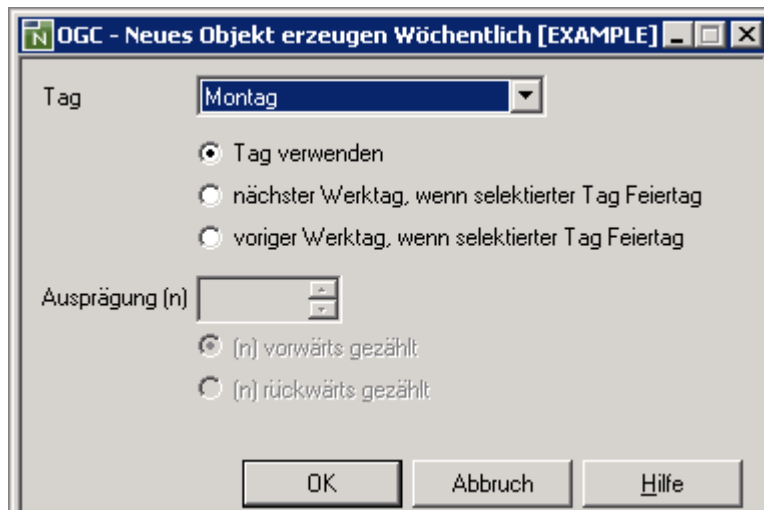 OGC - Neues Objekt erzeugen Wöchentlich [EXAMPLE]
Tag Montag
Tag verwenden
nächster Werktag, wenn selektierter Tag Feiertag
voriger Werktag, wenn selektierter Tag Feiertag
Ausprägung (n)
(n) vorwärts gezählt
(n) rückwärts gezählt
OK Abbruch Hilfe